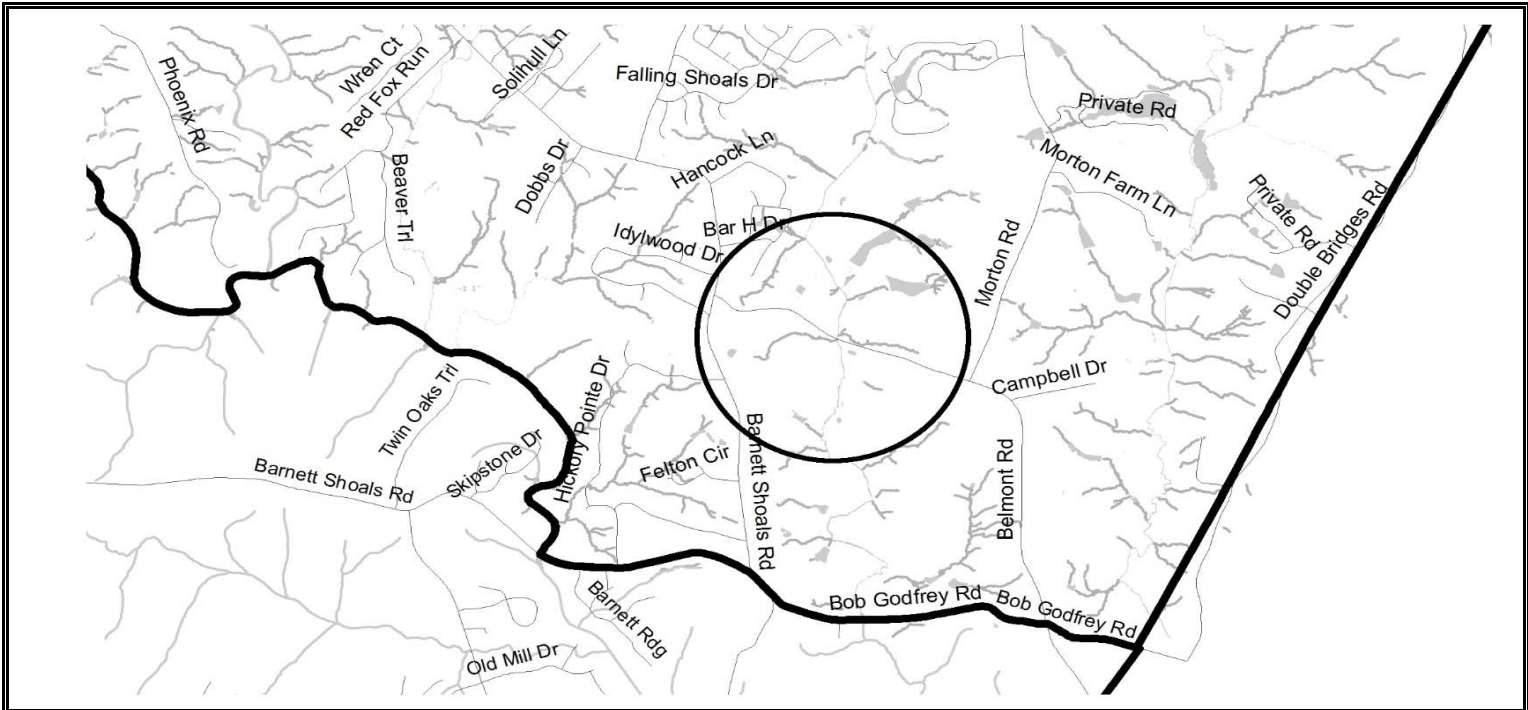 Phoenix Rd
Wren Ct
Red Fox Run
Solihull Ln
Falling Shoals Dr
Private Rd
Beaver Trl
Dobbs Dr
Hancock Ln
Morton Farm Ln
Private Rd
Bar H Dr
Idylwood Dr
Morton Rd
Double Bridges Rd
Hickory Pointe Dr
Campbell Dr
Twin Oaks Trl
Skipstone Dr
Felton Cir
Barnett Shoals Rd
Barnett Shoals Rd
Belmont Rd
Bob Godfrey Rd
Bob Godfrey Rd
Barnett Rdg
Old Mill Dr